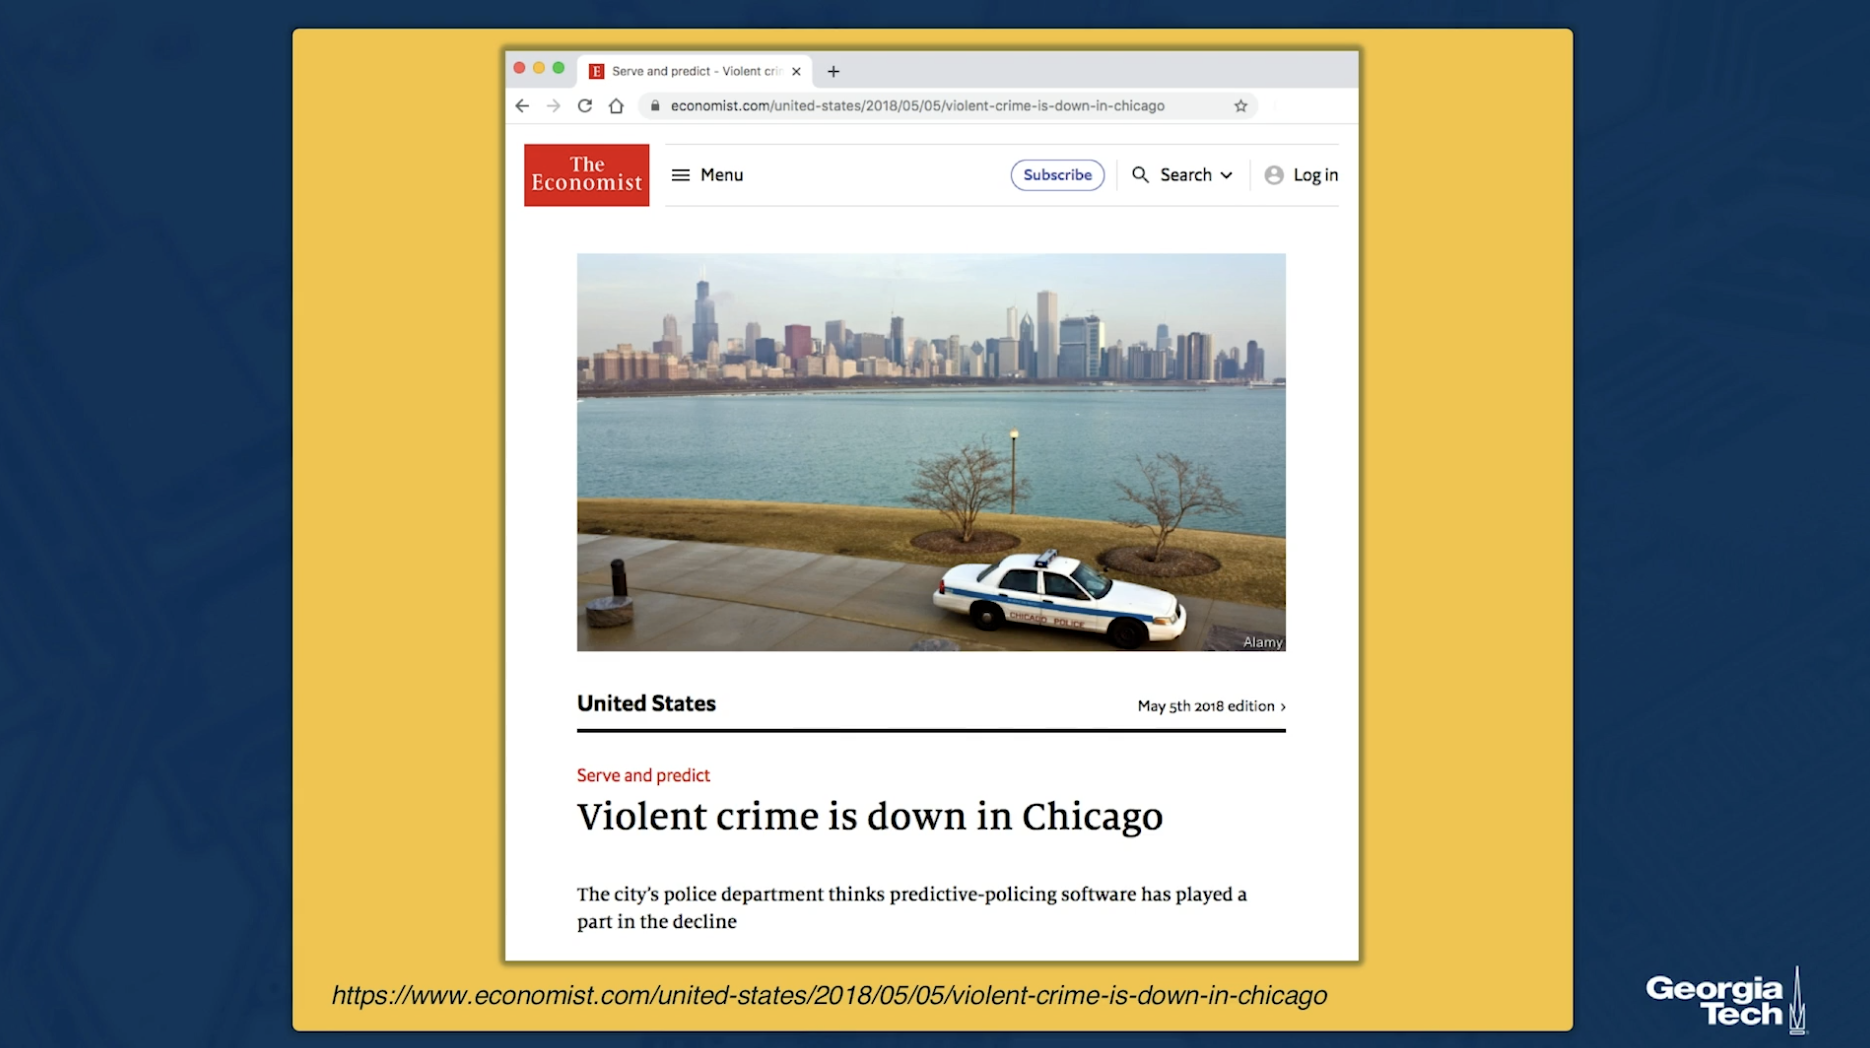 Serve and predict - Violent crim
economist.com/united-states/2018/05/05/violent-crime-is-down-in-chicago
The
Economist
Menu
Subscribe
Search
Log in
CHICAGO POLICE
Alamy
United States
May 5th 2018 edition >
Serve and predict
Violent crime is down in Chicago
The city's police department thinks predictive-policing software has played a
part in the decline
https://www.economist.com/united-states/2018/05/05/violent-crime-is-down-in-chicago
Georgia
Tech